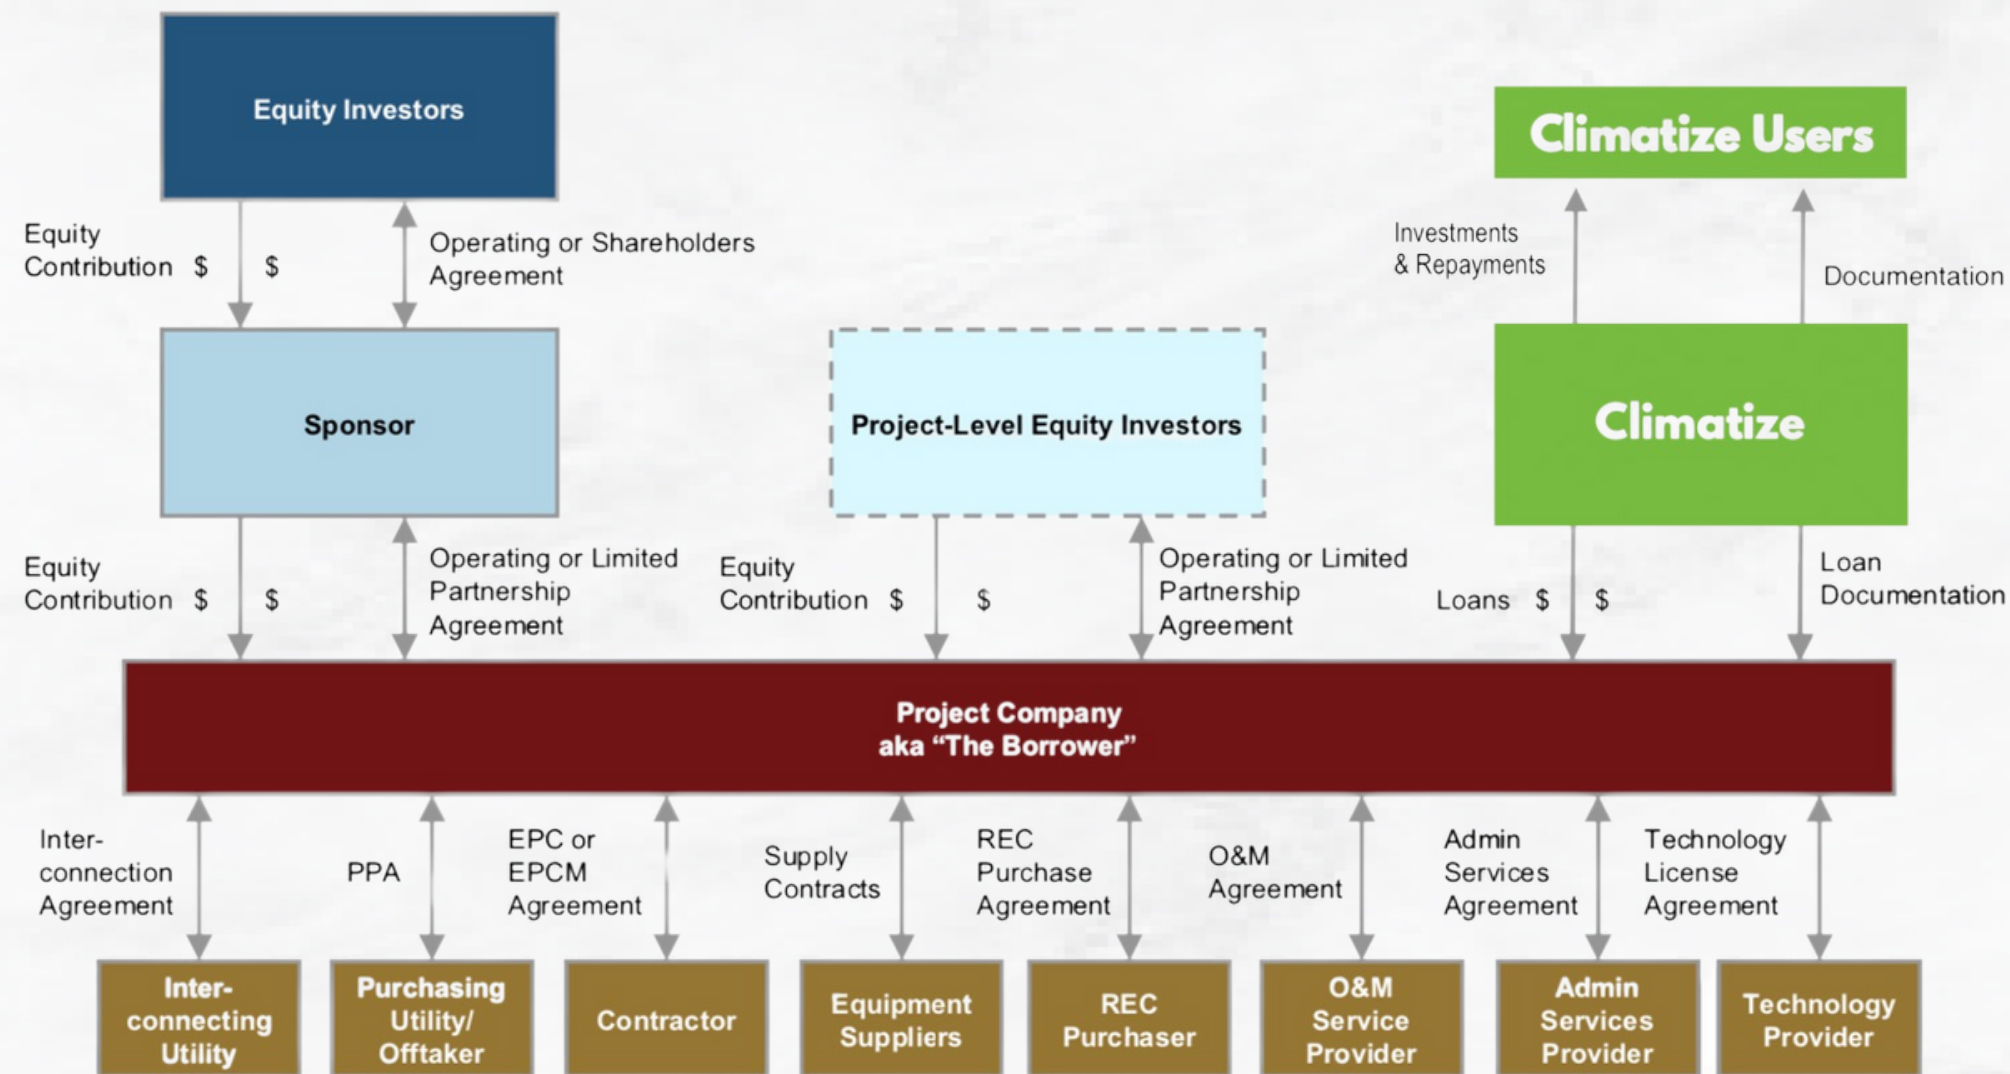 Equity Investors
Climatize Users
Equity
Contribution $ $
Operating or Shareholders
Agreement
Investments
& Repayments
Documentation
Sponsor
Project-Level Equity Investors
Climatize
Equity
Contribution $ $
Operating or Limited
Partnership
Agreement
Equity
Contribution $ $
Operating or Limited
Partnership
Agreement
Loans $ $
Loan
Documentation
Project Company
aka “The Borrower”
Inter-
connection
Agreement
PPA
EPC or
EPCM
Agreement
Supply
Contracts
REC
Purchase
Agreement
O&M
Agreement
Admin
Services
Agreement
Technology
License
Agreement
Inter-
connecting
Utility
Purchasing
Utility/
Offtaker
Contractor
Equipment
Suppliers
REC
Purchaser
O&M
Service
Provider
Admin
Services
Provider
Technology
Provider